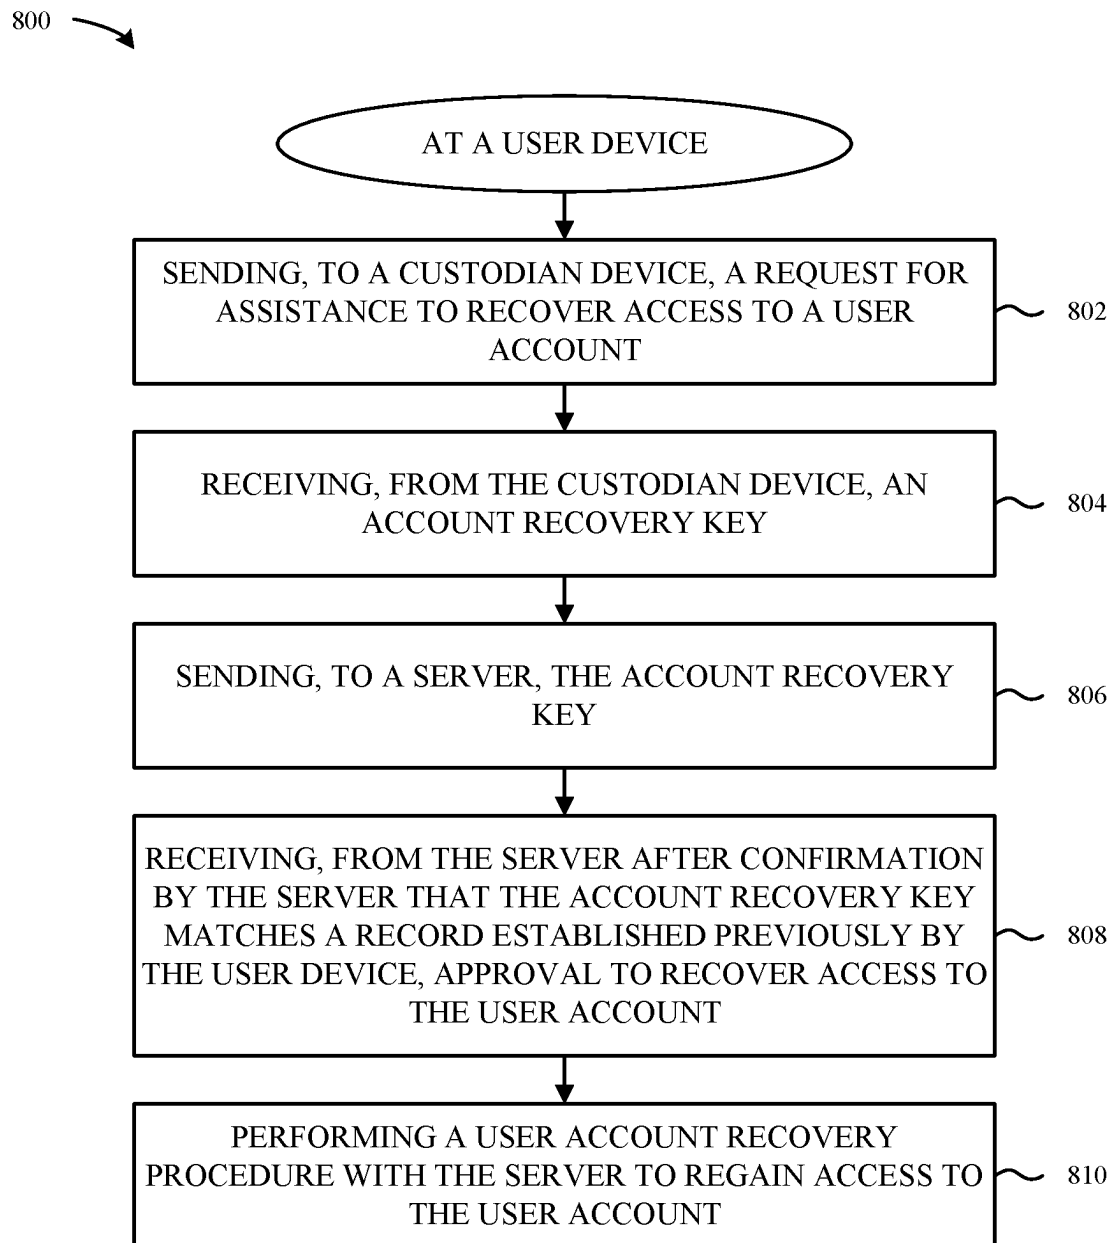 800
AT A USER DEVICE
SENDING, TO A CUSTODIAN DEVICE, A REQUEST FOR
ASSISTANCE TO RECOVER ACCESS TO A USER
ACCOUNT
802
RECEIVING, FROM THE CUSTODIAN DEVICE, AN
ACCOUNT RECOVERY KEY
804
SENDING, TO A SERVER, THE ACCOUNT RECOVERY
KEY
806
RECEIVING, FROM THE SERVER AFTER CONFIRMATION
BY THE SERVER THAT THE ACCOUNT RECOVERY KEY
MATCHES A RECORD ESTABLISHED PREVIOUSLY BY
THE USER DEVICE, APPROVAL TO RECOVER ACCESS TO
THE USER ACCOUNT
808
PERFORMING A USER ACCOUNT RECOVERY
PROCEDURE WITH THE SERVER TO REGAIN ACCESS TO
THE USER ACCOUNT
810